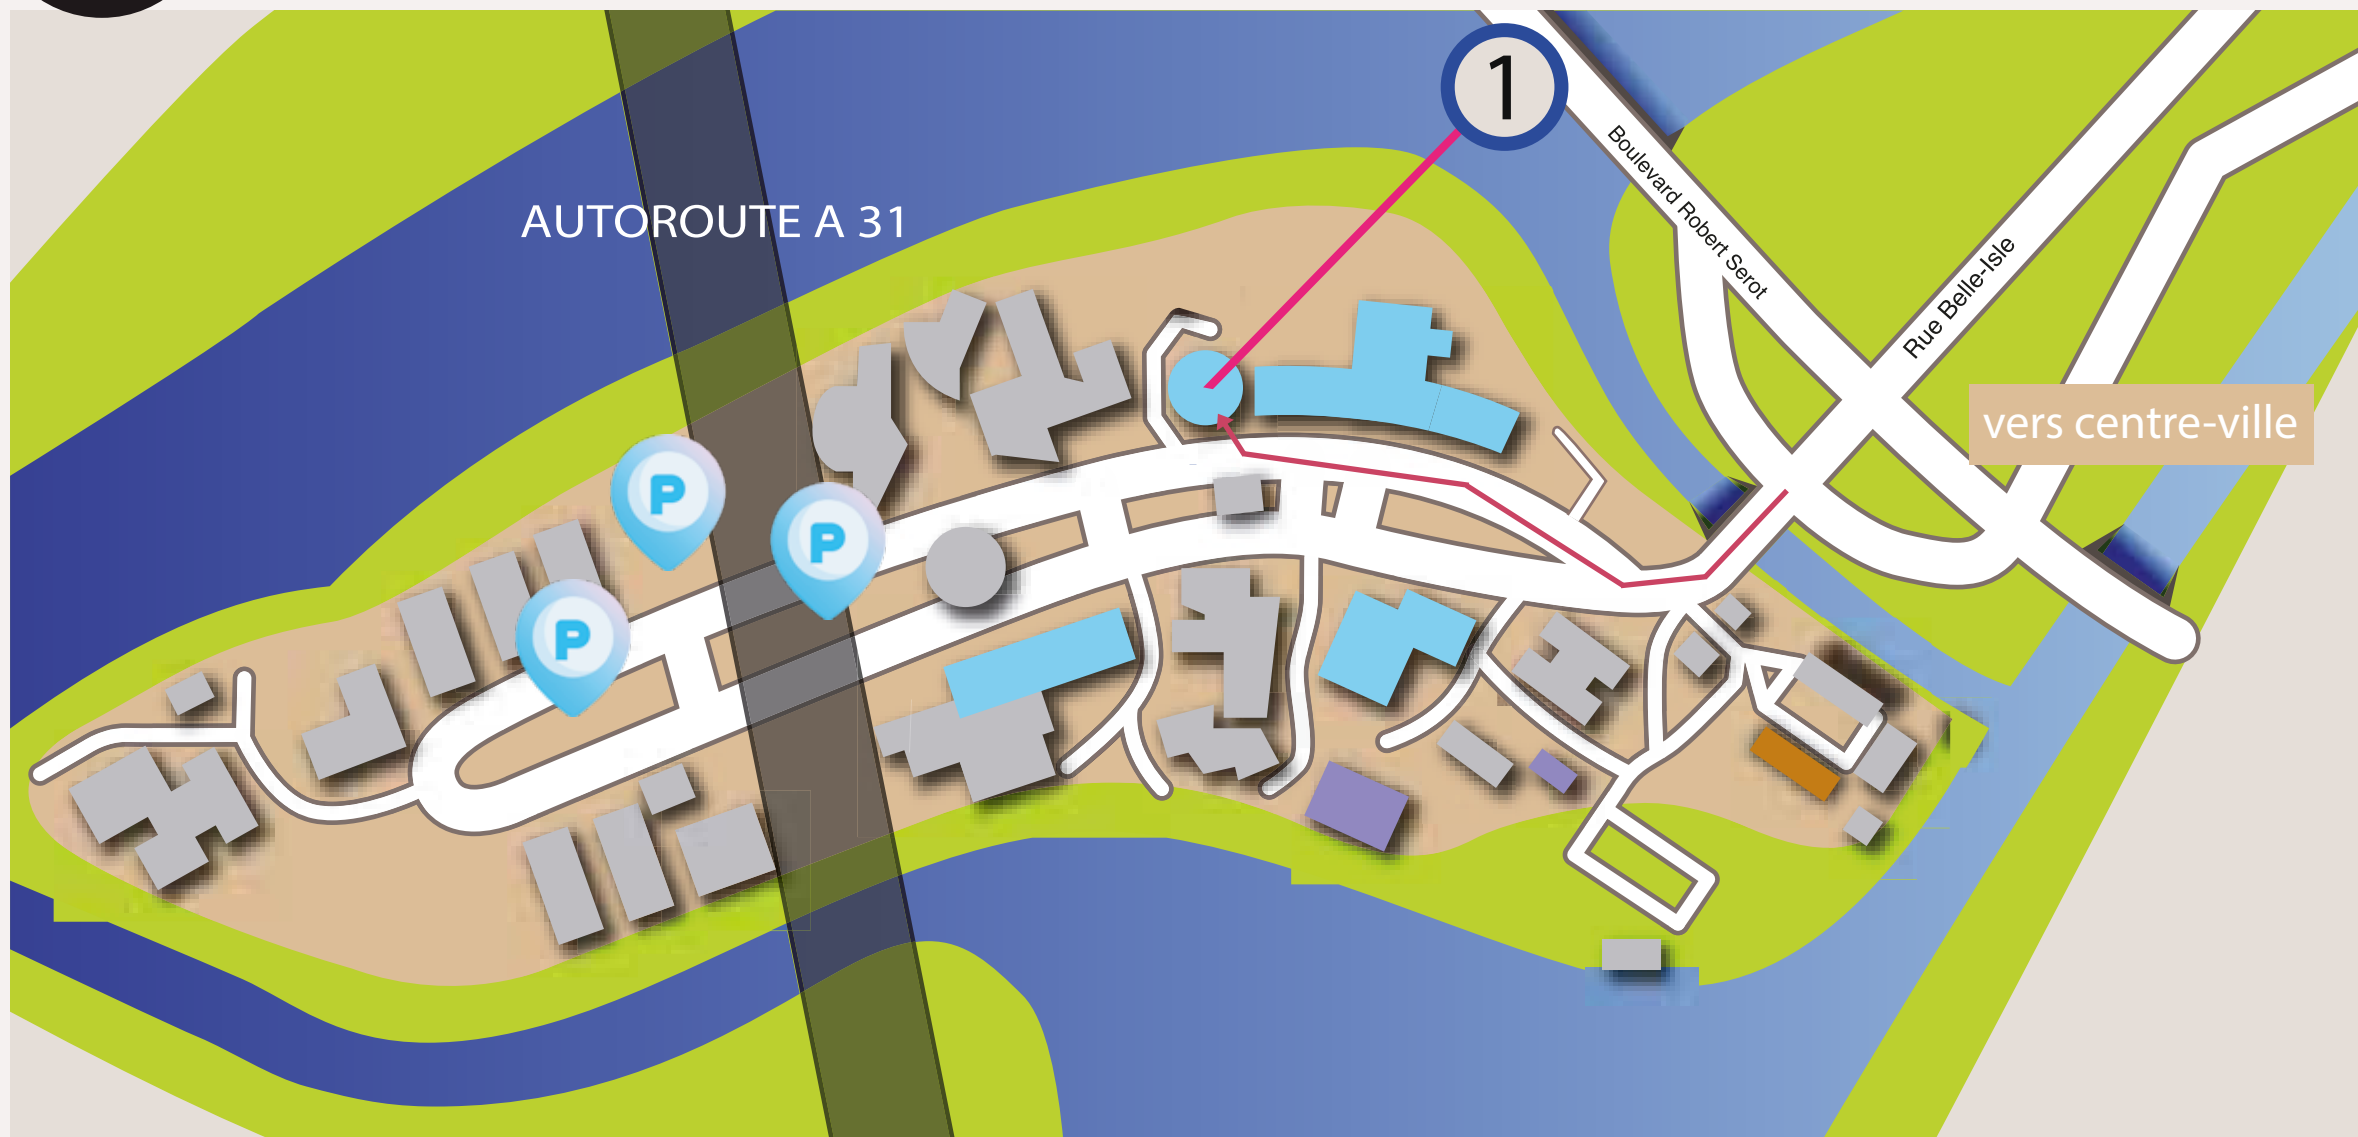 1
Boulevard Robert Serot
AUTOROUTE A 31
Rue Belle-Isle
vers centre-ville
P
P
P